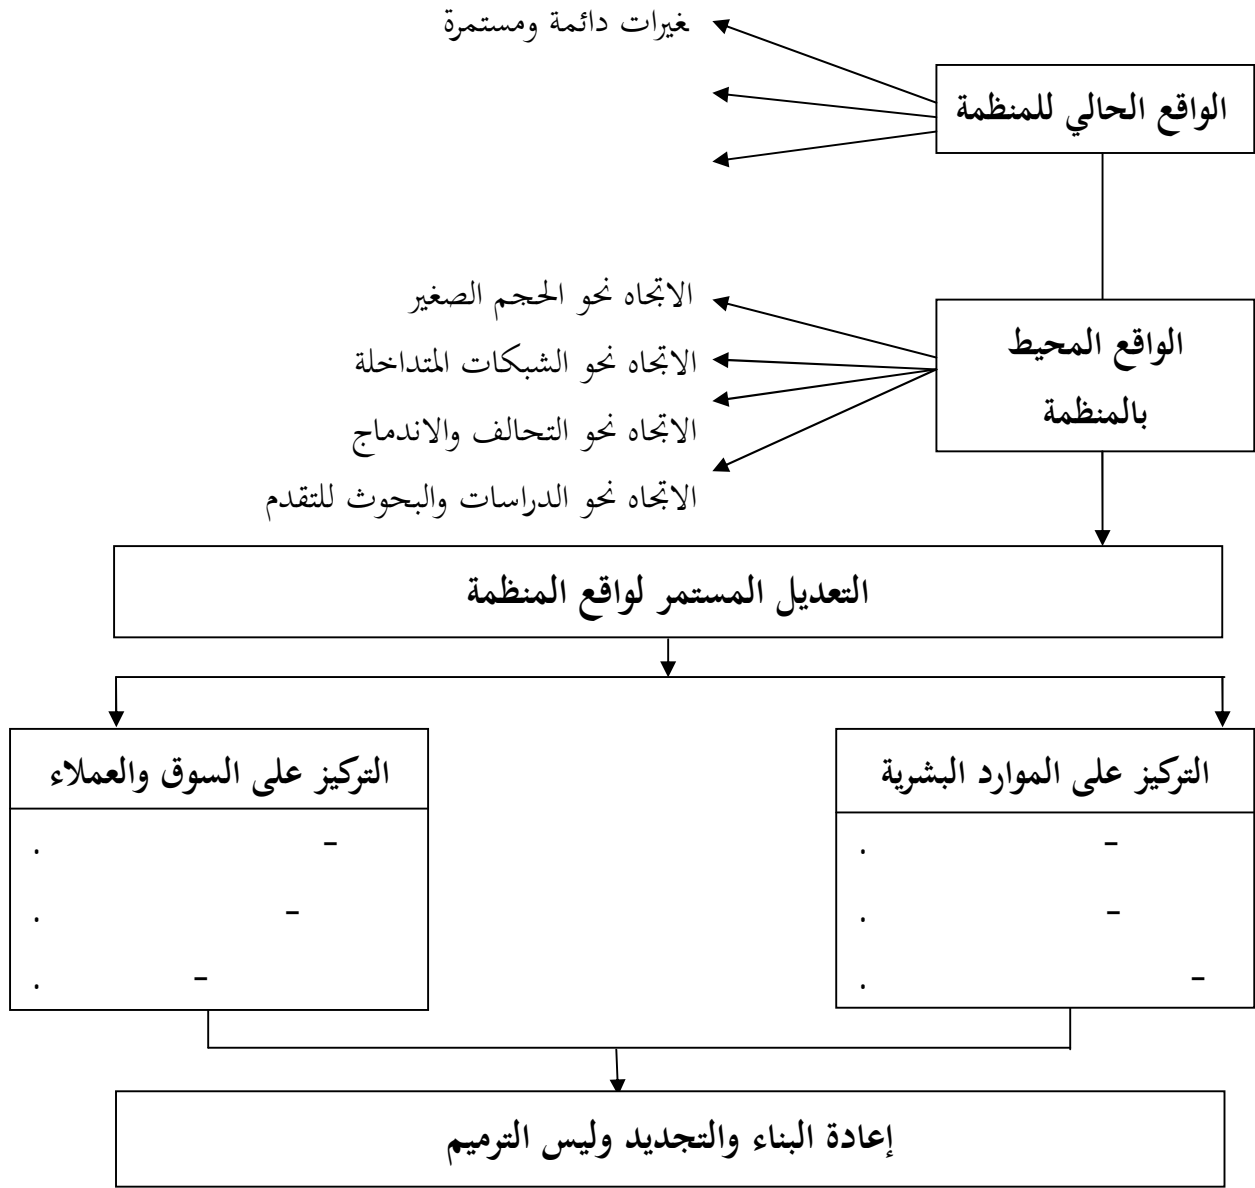 غيرات دائمة ومستمرة
الواقع الحالي للمنظمة
الاتجاه نحو الحجم الصغير
الواقع المحيط
بالمنظمة
الاتجاه نحو الشبكات المتداخلة
الاتجاه نحو التحالف والاندماج
الاتجاه نحو الدراسات والبحوث للتقدم
التعديل المستمر لواقع المنظمة
التركيز على الموارد البشرية
- .
- .
- .
التركيز على السوق والعملاء
- .
- .
- .
إعادة البناء والتجديد وليس الترميم